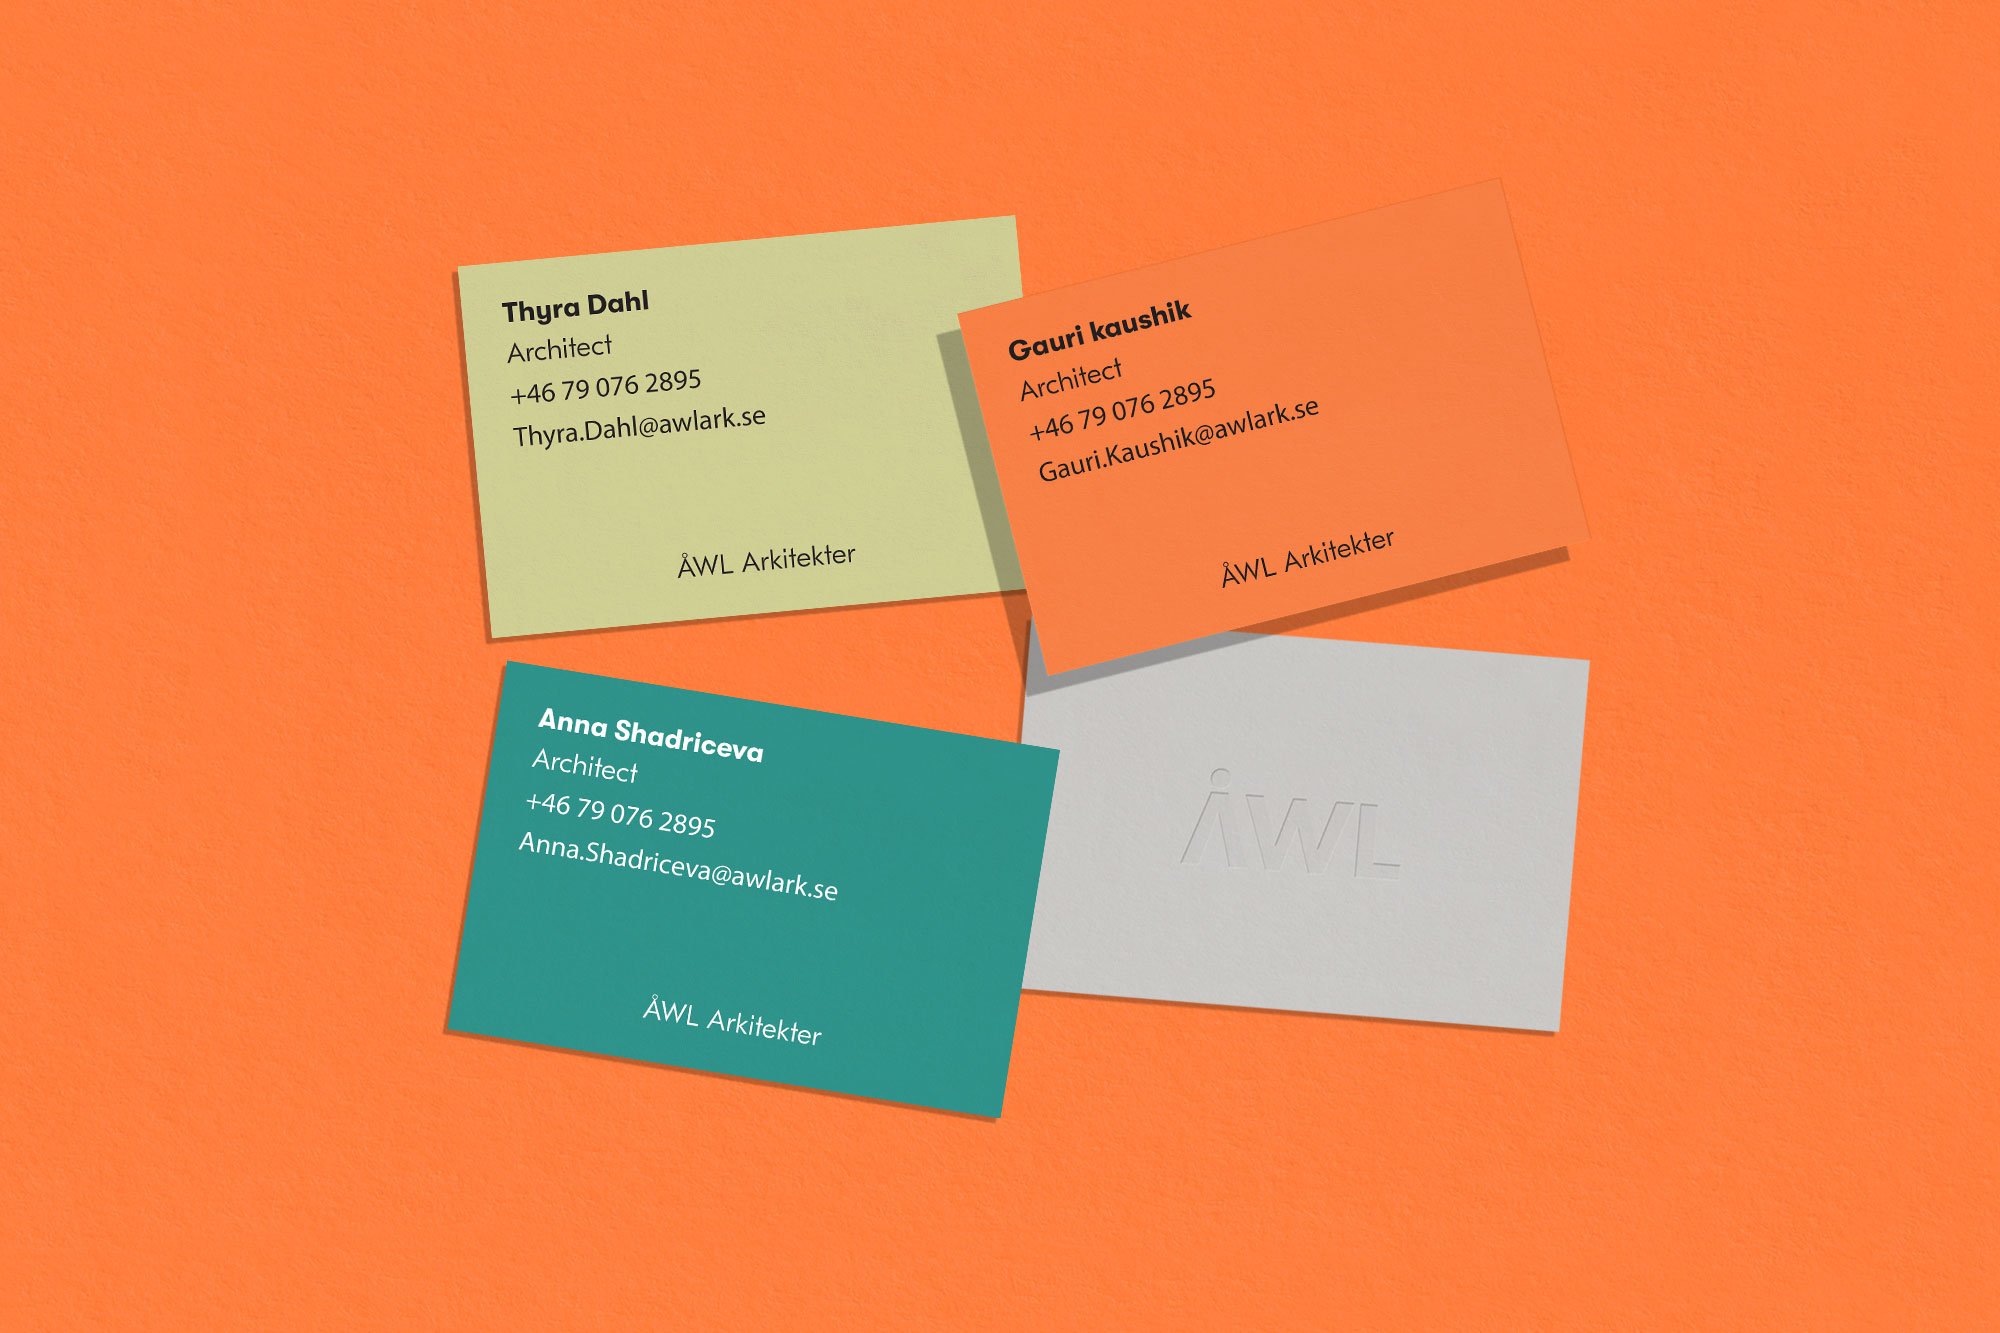 Thyra Dahl
Architect
+46 79 076 2895
Thyra.Dahl@awlark.se
ÅWL Arkitekter
Gauri kaushik
Architect
+46 79 076 2895
Gauri.Kaushik@awlark.se
ÅWL Arkitekter
Anna Shadriceva
Architect
+46 79 076 2895
Anna.Shadriceva@awlark.se
ÅWL Arkitekter
ÅWL